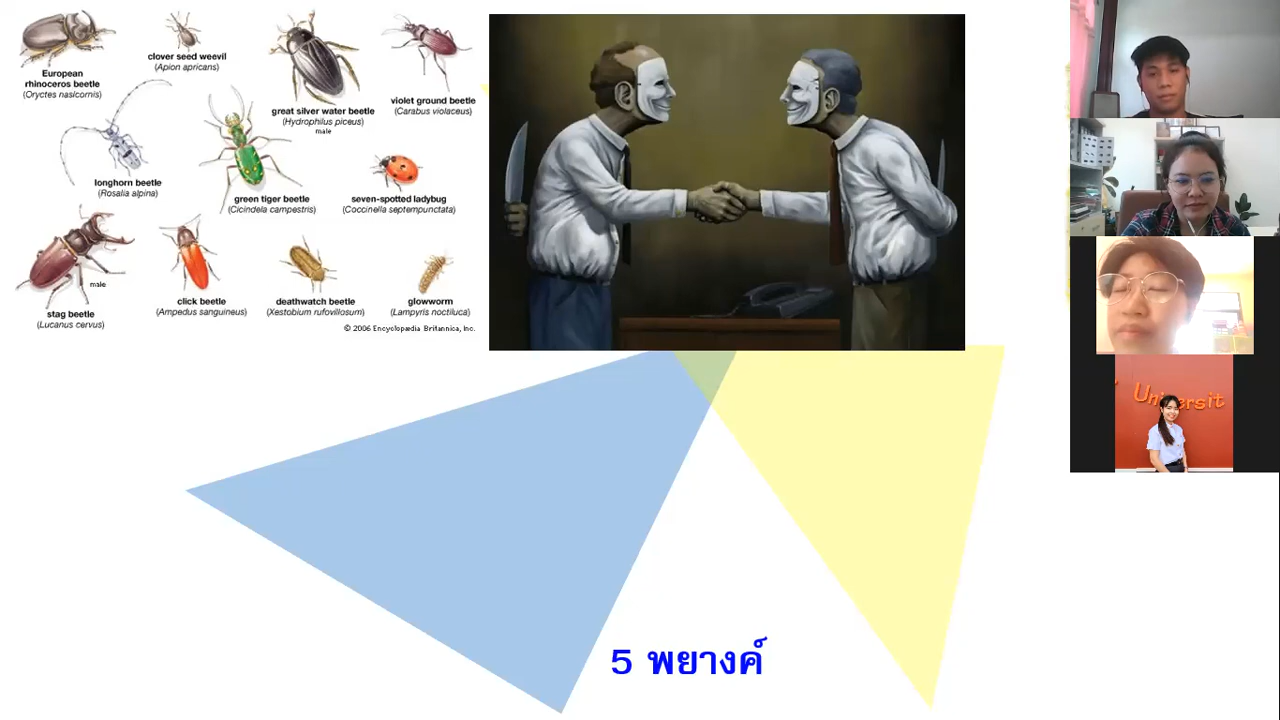 European
rhinoceros beetle
(Oryctes nasicornis)
clover seed weevil
(Apion apricans)
great silver water beetle
(Hydrophilus piceus)
male
violet ground beetle
(Carabus violaceus)
longhorn beetle
(Rosalia alpina)
green tiger beetle
(Cicindela campestris)
seven-spotted ladybug
(Coccinella septempunctata)
male
stag beetle
(Lucanus cervus)
click beetle
(Ampedus sanguineus)
deathwatch beetle
(Xestobium rufovillosum)
glowworm
(Lampyris noctiluca)
© 2006 Encyclopædia Britannica, Inc.
5 พยางค์
Universit